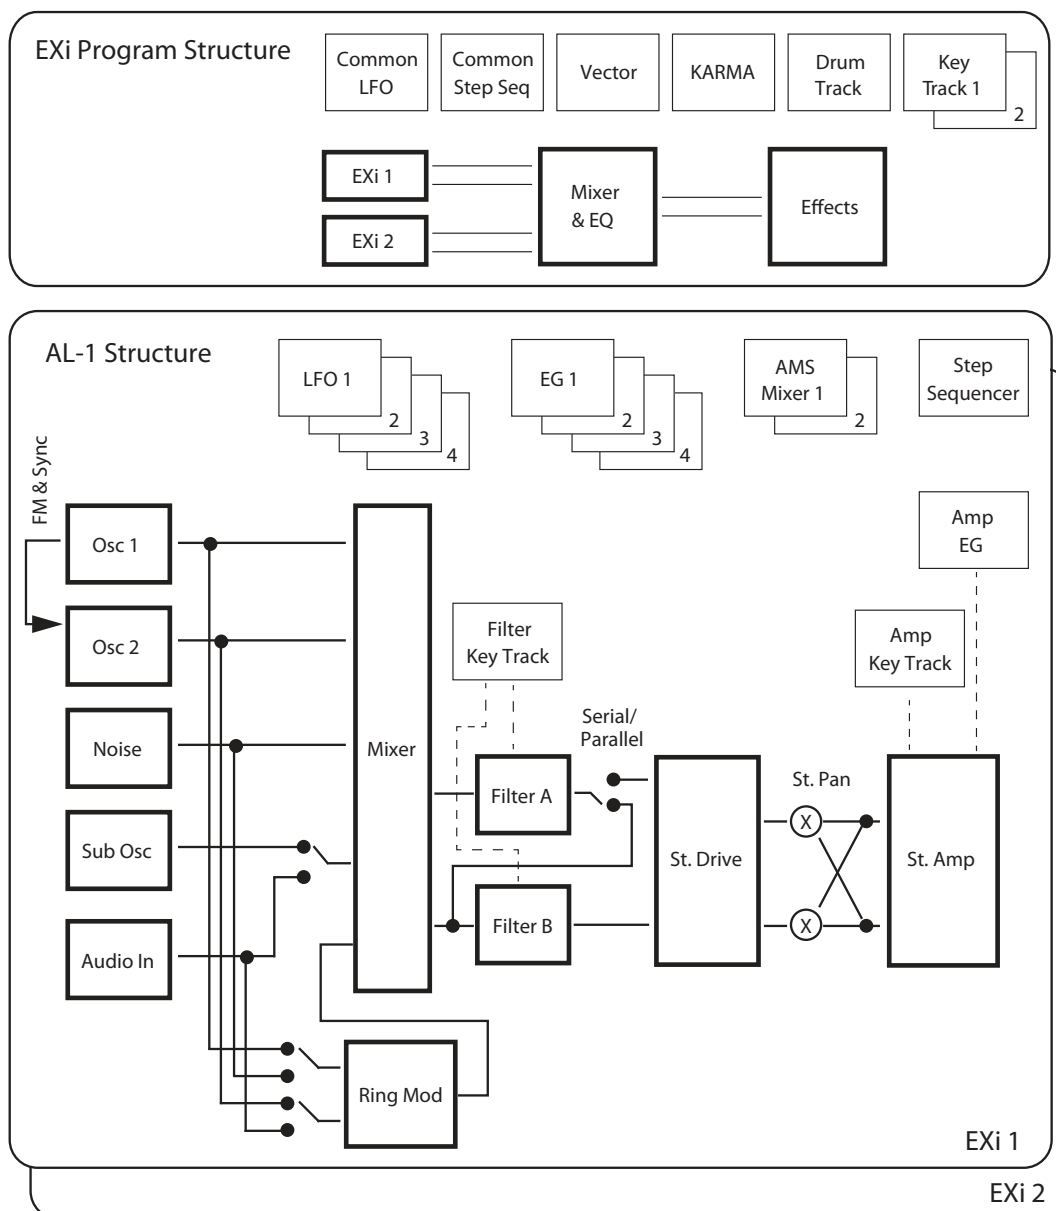 EXi Program Structure
Common
LFO
Common
Step Seq
Vector
KARMA
Drum
Track
Key
Track 1
2
EXi 1
EXi 2
Mixer
& EQ
Effects
AL-1 Structure
LFO 1
2
3
4
EG 1
2
3
4
AMS
Mixer 1
2
Step
Sequencer
FM & Sync
Osc 1
Osc 2
Noise
Sub Osc
Audio In
Mixer
Ring Mod
Filter
Key Track
Filter A
Filter B
Serial/
Parallel
St. Drive
St. Pan
X
X
Amp
EG
Amp
Key Track
St. Amp
EXi 1
EXi 2